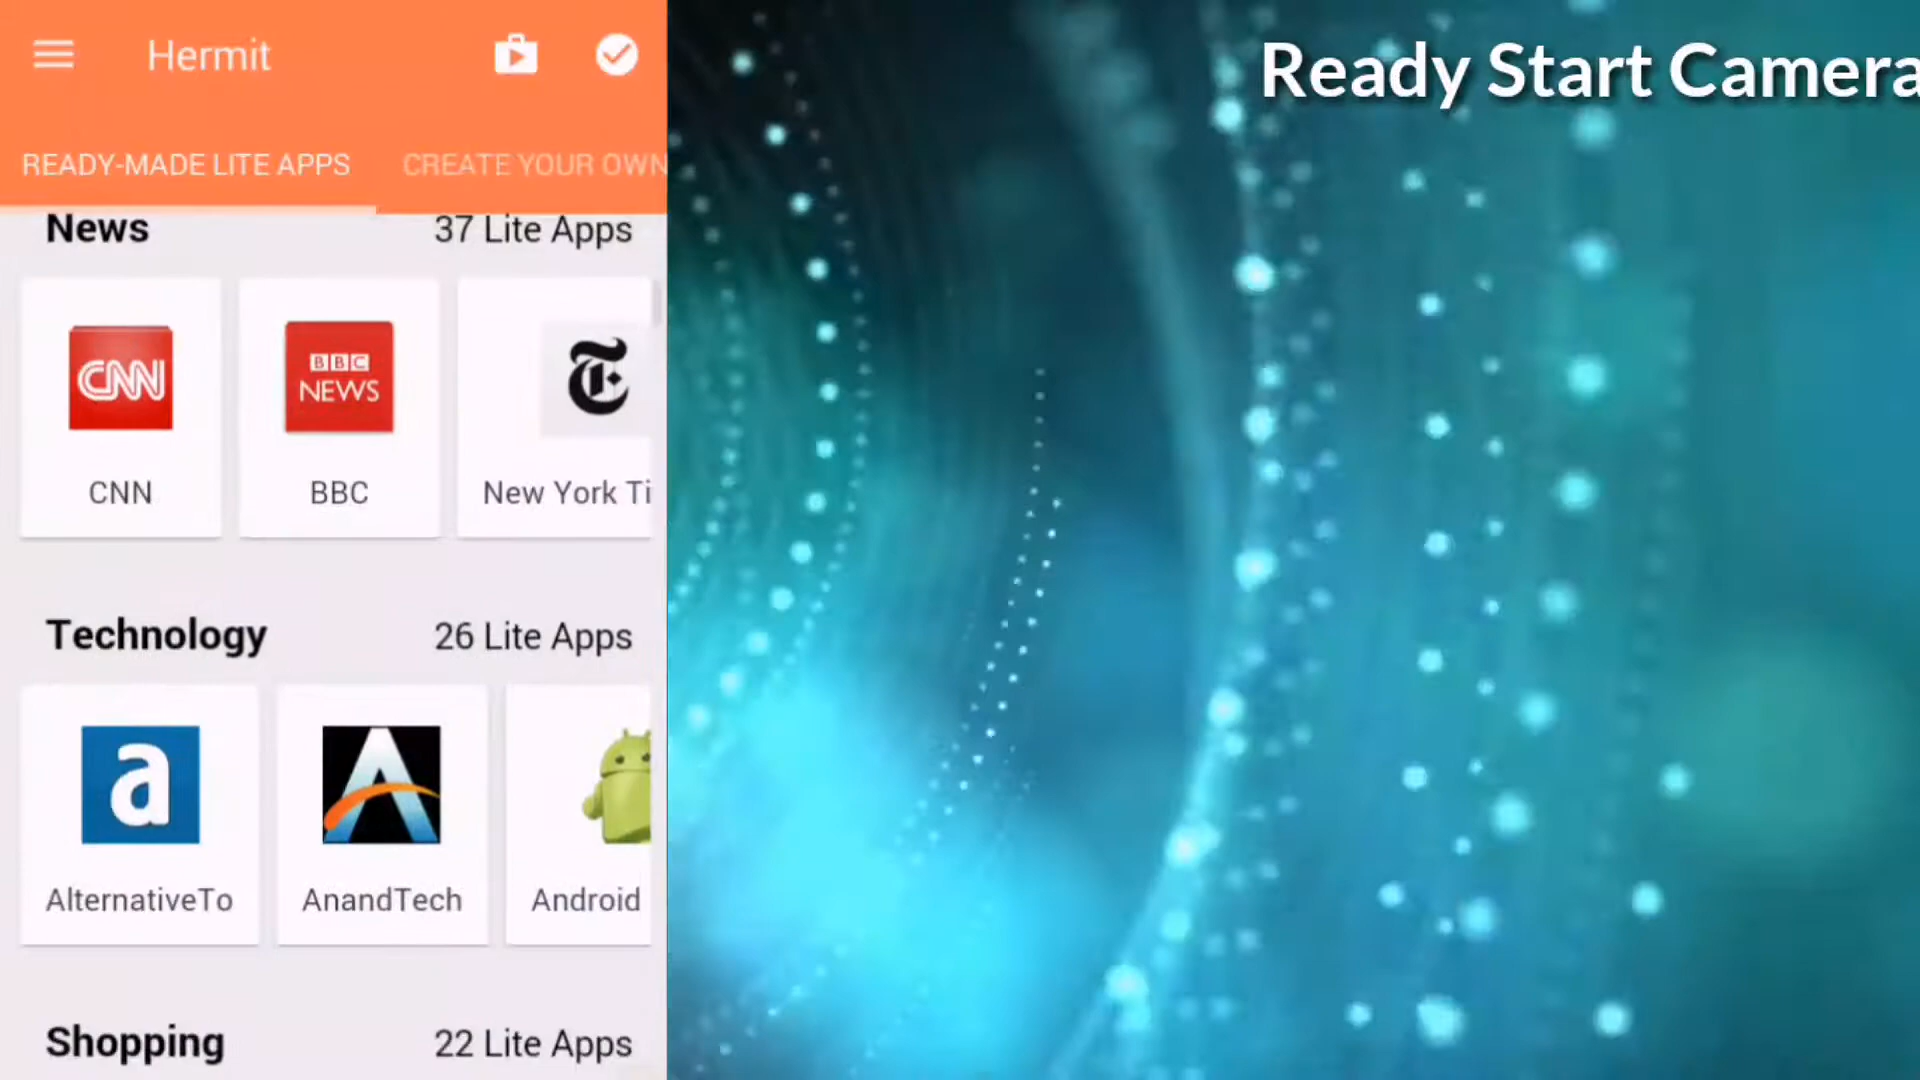 Hermit
Ready Start Camera
READY-MADE LITE APPS
CREATE YOUR OWN
News
37 Lite Apps
CNN
BBC
NEWS
CNN
BBC
New York Ti
Technology
26 Lite Apps
a
A
AlternativeTo
AnandTech
Android
Shopping
22 Lite Apps